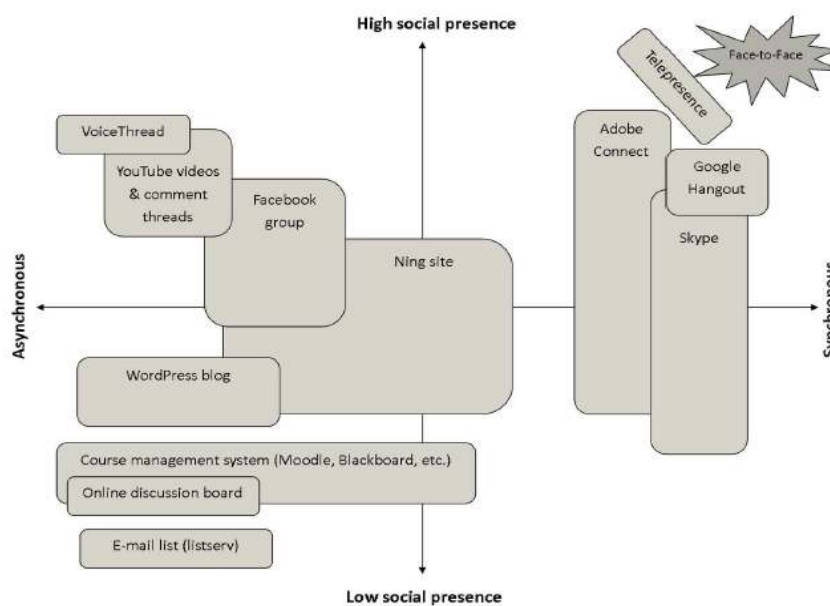 High social presence
Face-to-Face
Telepresence
VoiceThread
YouTube videos
& comment
threads
Adobe
Connect
Google
Hangout
Facebook
group
Skype
Ning site
Asynchronous
Synchronous
WordPress blog
Course management system (Moodle, Blackboard, etc.)
Online discussion board
E-mail list (listserv)
Low social presence